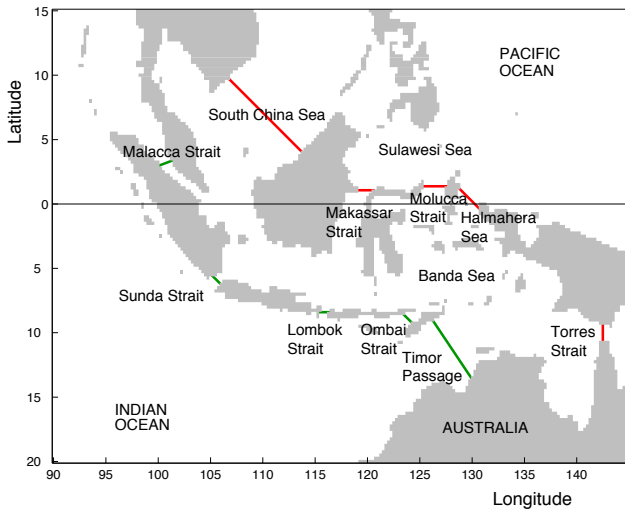 15
10
5
0
5
10
15
20
Latitude
PACIFIC
OCEAN
South China Sea
Malacca Strait
Sulawesi Sea
Makassar
Strait
Molucca
Strait
Halmahera
Sea
Banda Sea
Sunda Strait
Lombok
Strait
Ombai
Strait
Timor
Passage
Torres
Strait
INDIAN
OCEAN
AUSTRALIA
90 95 100 105 110 115 120 125 130 135 140
Longitude